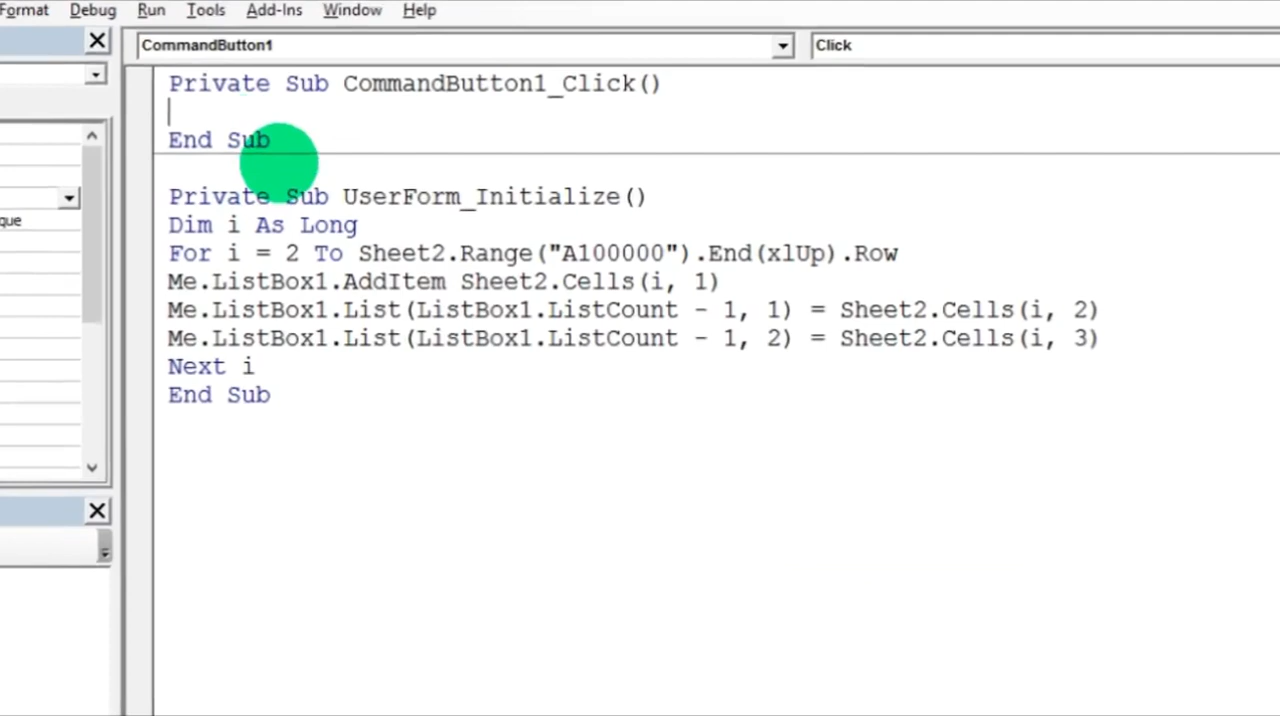 Format Debug Run Tools Add-Ins Window Help
CommandButton1 Click
Private Sub CommandButton1_Click()
End Sub
Private Sub UserForm_Initialize()
que
Dim i As Long
For i = 2 To Sheet2.Range("A100000").End(xlUp).Row
Me.ListBox1.AddItem Sheet2.Cells(i, 1)
Me.ListBox1.List(ListBox1.ListCount - 1, 1) = Sheet2.Cells(i, 2)
Me.ListBox1.List(ListBox1.ListCount - 1, 2) = Sheet2.Cells(i, 3)
Next i
End Sub